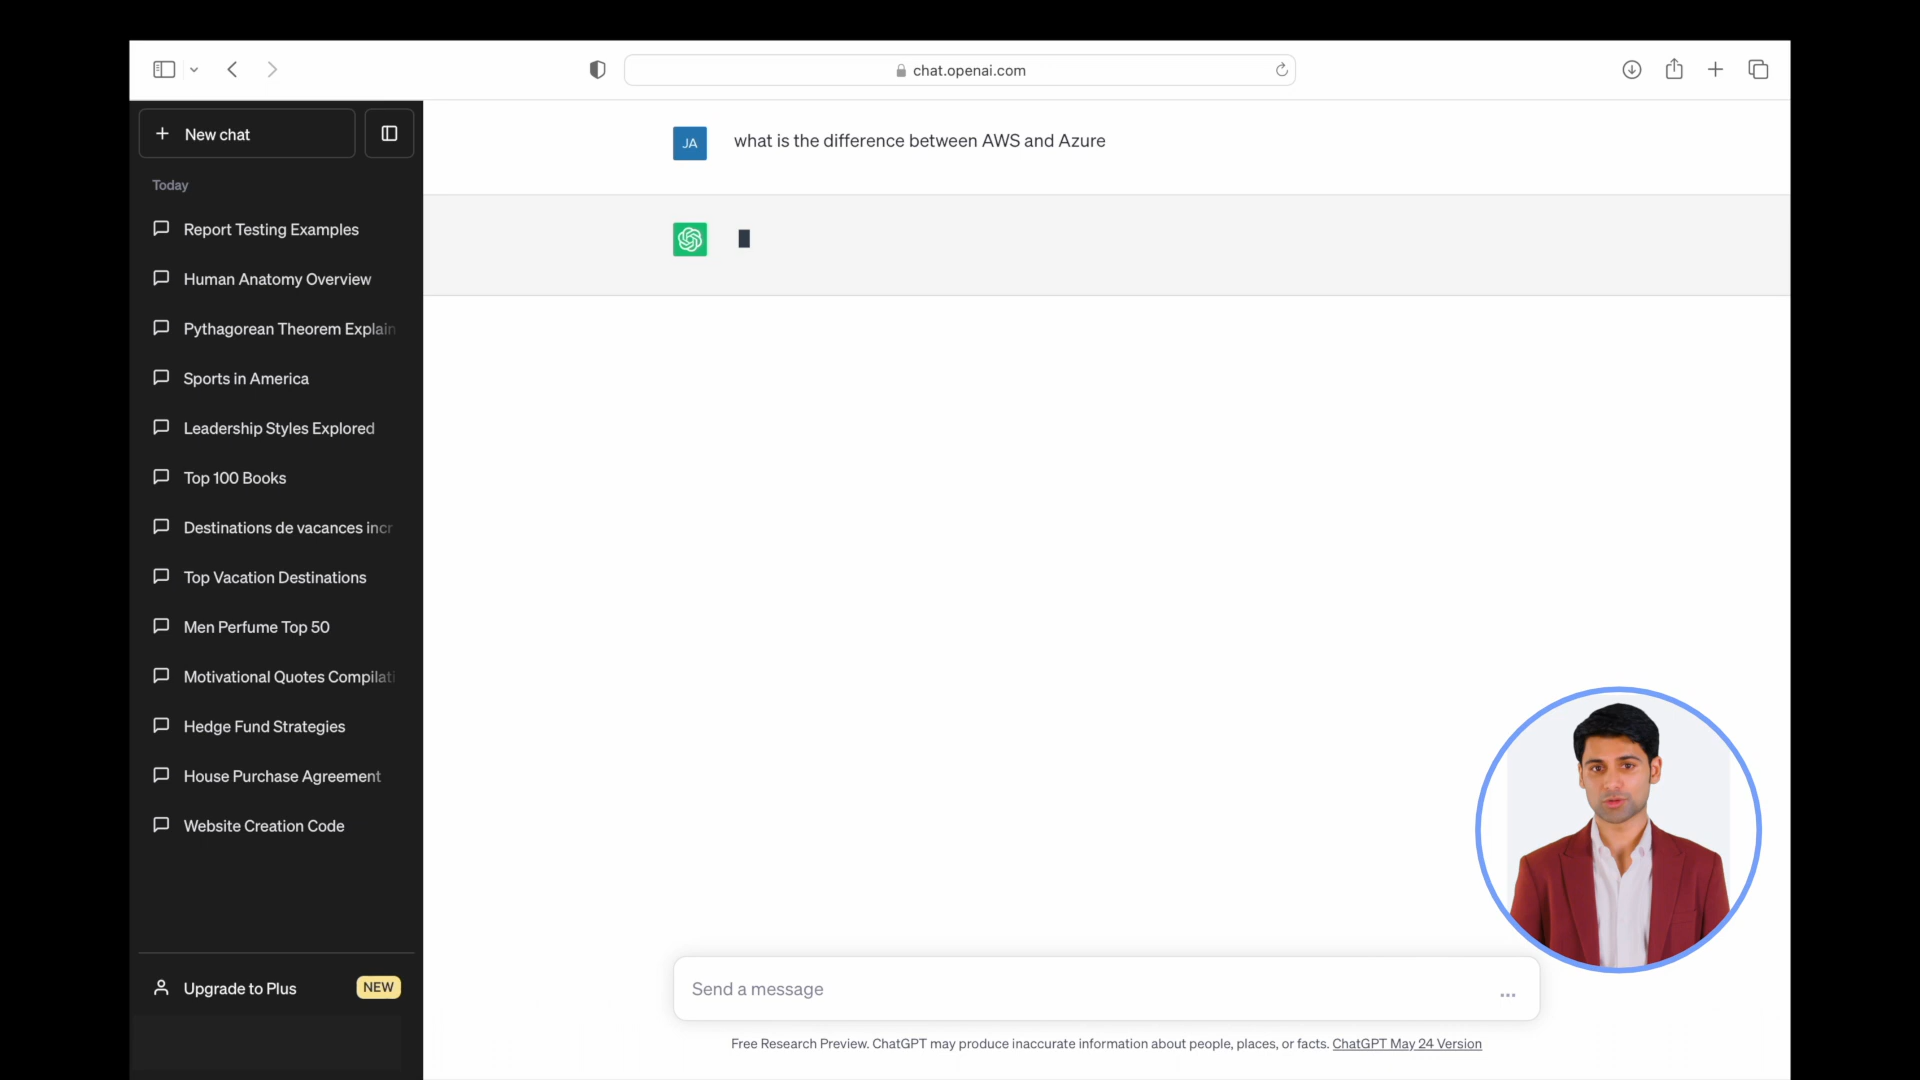 chat.openai.com
New chat
Today
Report Testing Examples
Human Anatomy Overview
Pythagorean Theorem Explain
Sports in America
Leadership Styles Explored
Top 100 Books
Destinations de vacances incr
Top Vacation Destinations
Men Perfume Top 50
Motivational Quotes Compilati
Hedge Fund Strategies
House Purchase Agreement
Website Creation Code
Upgrade to Plus NEW
JA what is the difference between AWS and Azure
Send a message
Free Research Preview. ChatGPT may produce inaccurate information about people, places, or facts. ChatGPT May 24 Version